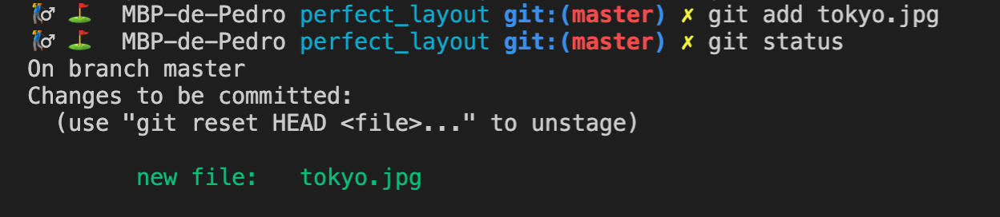 MBP-de-Pedro perfect_layout git:(master) ✗ git add tokyo.jpg
MBP-de-Pedro perfect_layout git:(master) ✗ git status
On branch master
Changes to be committed:
  (use "git reset HEAD <file>..." to unstage)
        new file:   tokyo.jpg